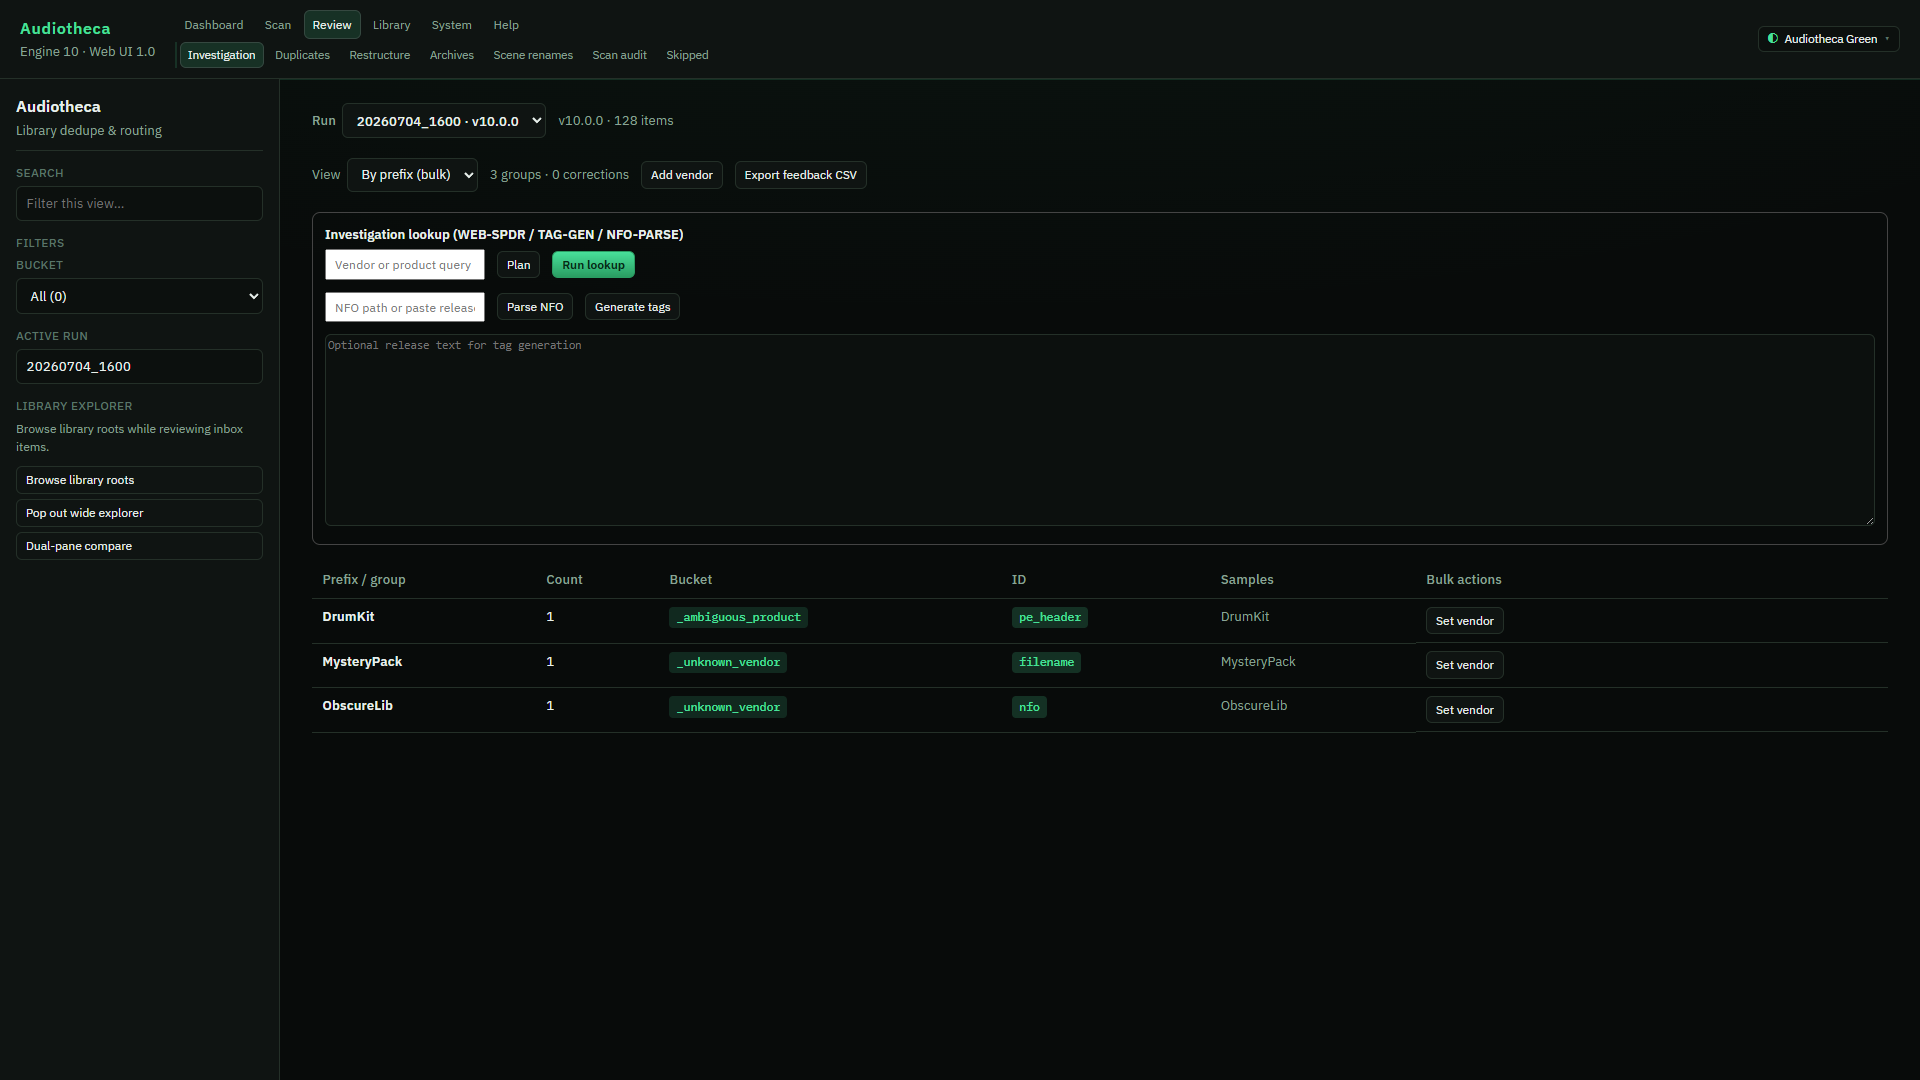 Audiotheca
Engine 10 · Web UI 1.0
Dashboard Scan Review Library System Help
Investigation Duplicates Restructure Archives Scene renames Scan audit Skipped
Audiotheca Green
Audiotheca
Library dedupe & routing
SEARCH
Filter this view...
FILTERS
BUCKET
All (0)
ACTIVE RUN
20260704_1600
LIBRARY EXPLORER
Browse library roots while reviewing inbox
items.
Browse library roots
Pop out wide explorer
Dual-pane compare
Run 20260704_1600 · v10.0.0 v10.0.0 · 128 items
View By prefix (bulk) 3 groups · 0 corrections Add vendor Export feedback CSV
Investigation lookup (WEB-SPDR / TAG-GEN / NFO-PARSE)
Vendor or product query Plan Run lookup
NFO path or paste releas Parse NFO Generate tags
Optional release text for tag generation
Prefix / group Count Bucket ID Samples Bulk actions
DrumKit 1 _ambiguous_product pe_header DrumKit Set vendor
MysteryPack 1 _unknown_vendor filename MysteryPack Set vendor
ObscureLib 1 _unknown_vendor nfo ObscureLib Set vendor